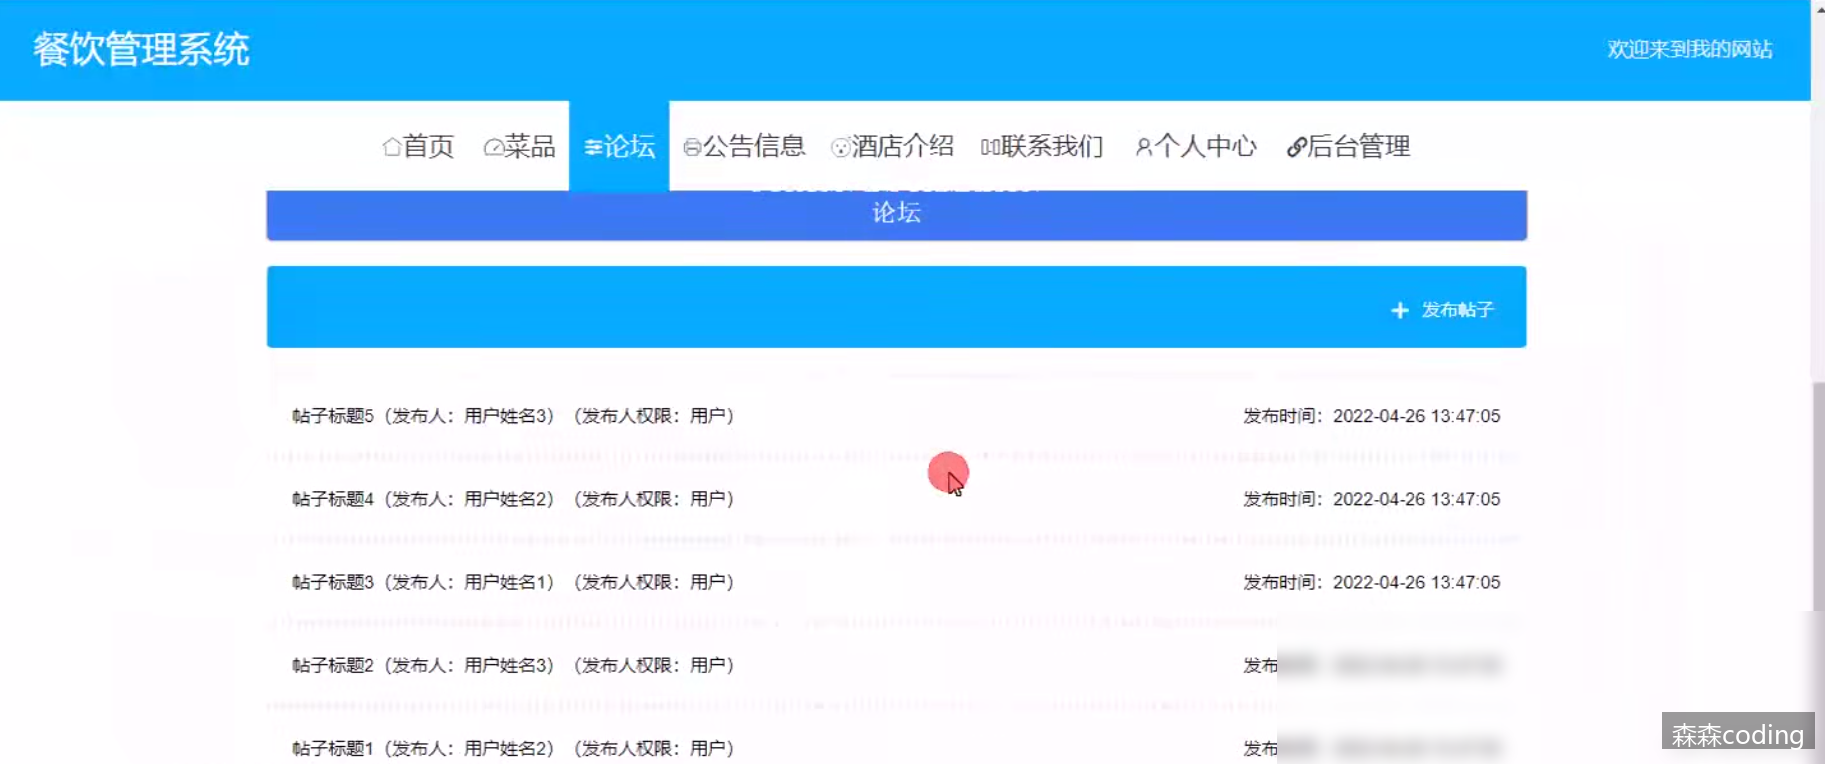 餐饮管理系统
欢迎来到我的网站
首页 菜品 论坛 公告信息 酒店介绍 联系我们 个人中心 后台管理
论坛
发布帖子
帖子标题5（发布人：用户姓名3）（发布人权限：用户） 发布时间：2022-04-26 13:47:05
帖子标题4（发布人：用户姓名2）（发布人权限：用户） 发布时间：2022-04-26 13:47:05
帖子标题3（发布人：用户姓名1）（发布人权限：用户） 发布时间：2022-04-26 13:47:05
帖子标题2（发布人：用户姓名3）（发布人权限：用户） 发布
帖子标题1（发布人：用户姓名2）（发布人权限：用户） 发布
森森coding